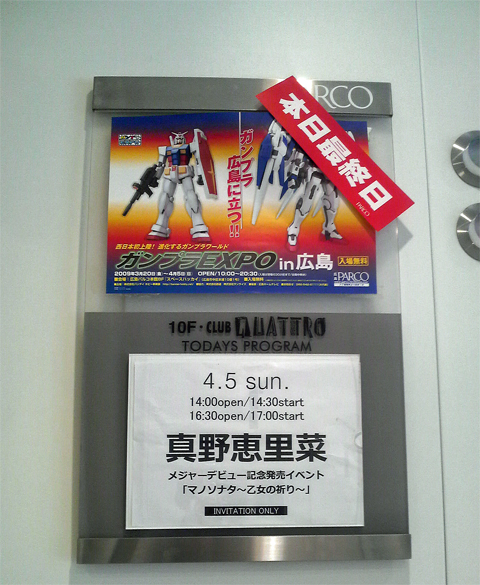 PARCO
本日最終日
PARCO
ガンプラ
広島に立つ!!
西日本初上陸! 進化するガンプラワールド
ガンプラEXPO in広島
入場無料
2009年3月20日 ~4月5日 OPEN/10:00~20:30
PARCO
10F・CLUB QUATTRO
TODAYS PROGRAM
4.5 sun.
14:00open/14:30start
16:30open/17:00start
真野恵里菜
メジャーデビュー記念発売イベント
「マノソナタ~乙女の祈り~」
INVITATION ONLY